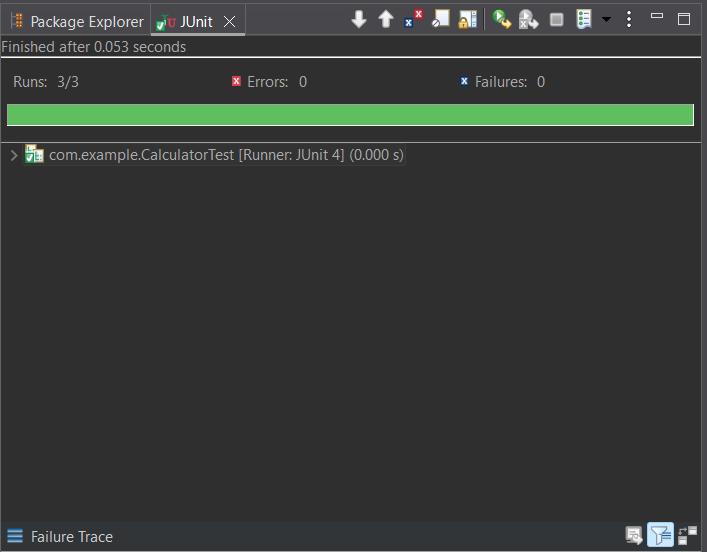 Package Explorer JUnit
Finished after 0.053 seconds
Runs: 3/3 Errors: 0 Failures: 0
com.example.CalculatorTest [Runner: JUnit 4] (0.000 s)
Failure Trace